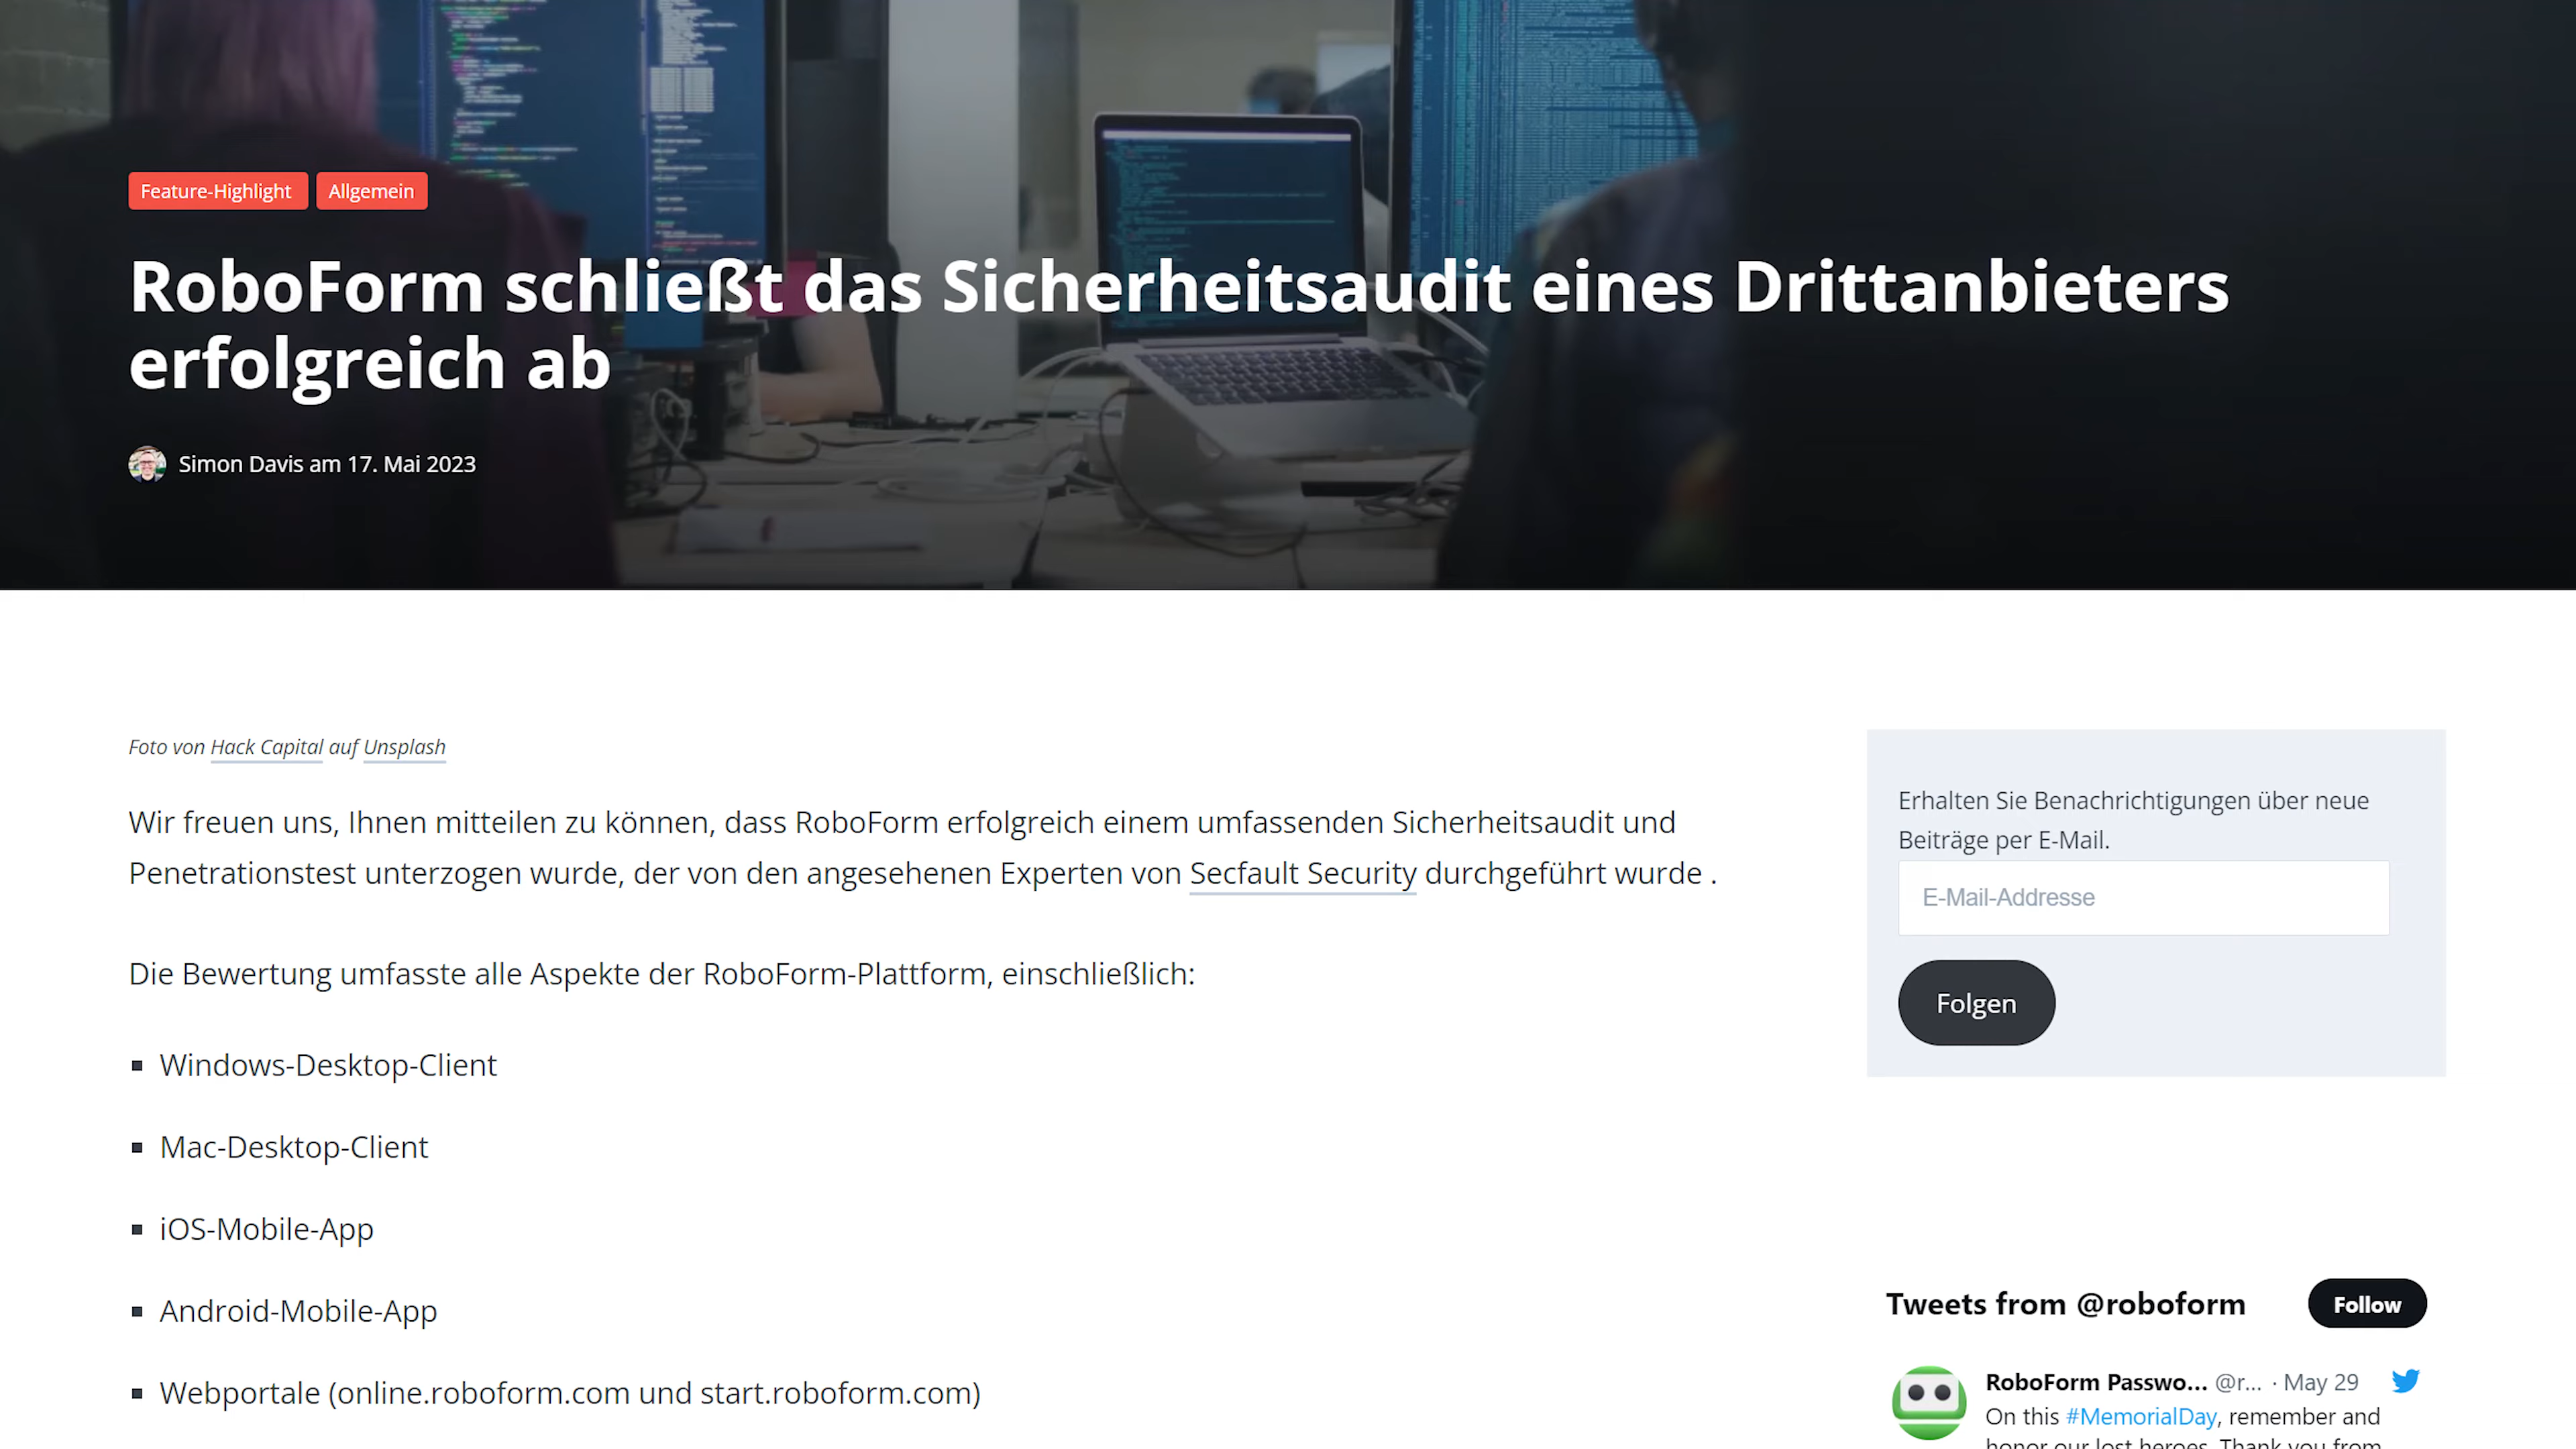 Feature-Highlight
Allgemein
RoboForm schließt das Sicherheitsaudit eines Drittanbieters
erfolgreich ab
Simon Davis am 17. Mai 2023
Foto von Hack Capital auf Unsplash
Wir freuen uns, Ihnen mitteilen zu können, dass RoboForm erfolgreich einem umfassenden Sicherheitsaudit und
Penetrationstest unterzogen wurde, der von den angesehenen Experten von Secfault Security durchgeführt wurde .
Die Bewertung umfasste alle Aspekte der RoboForm-Plattform, einschließlich:
Windows-Desktop-Client
Mac-Desktop-Client
iOS-Mobile-App
Android-Mobile-App
Webportale (online.roboform.com und start.roboform.com)
Erhalten Sie Benachrichtigungen über neue
Beiträge per E-Mail.
E-Mail-Addresse
Folgen
Tweets from @roboform
Follow
RoboForm Passwo... @r... · May 29
On this #MemorialDay, remember and
honor our lost heroes. Thank you from